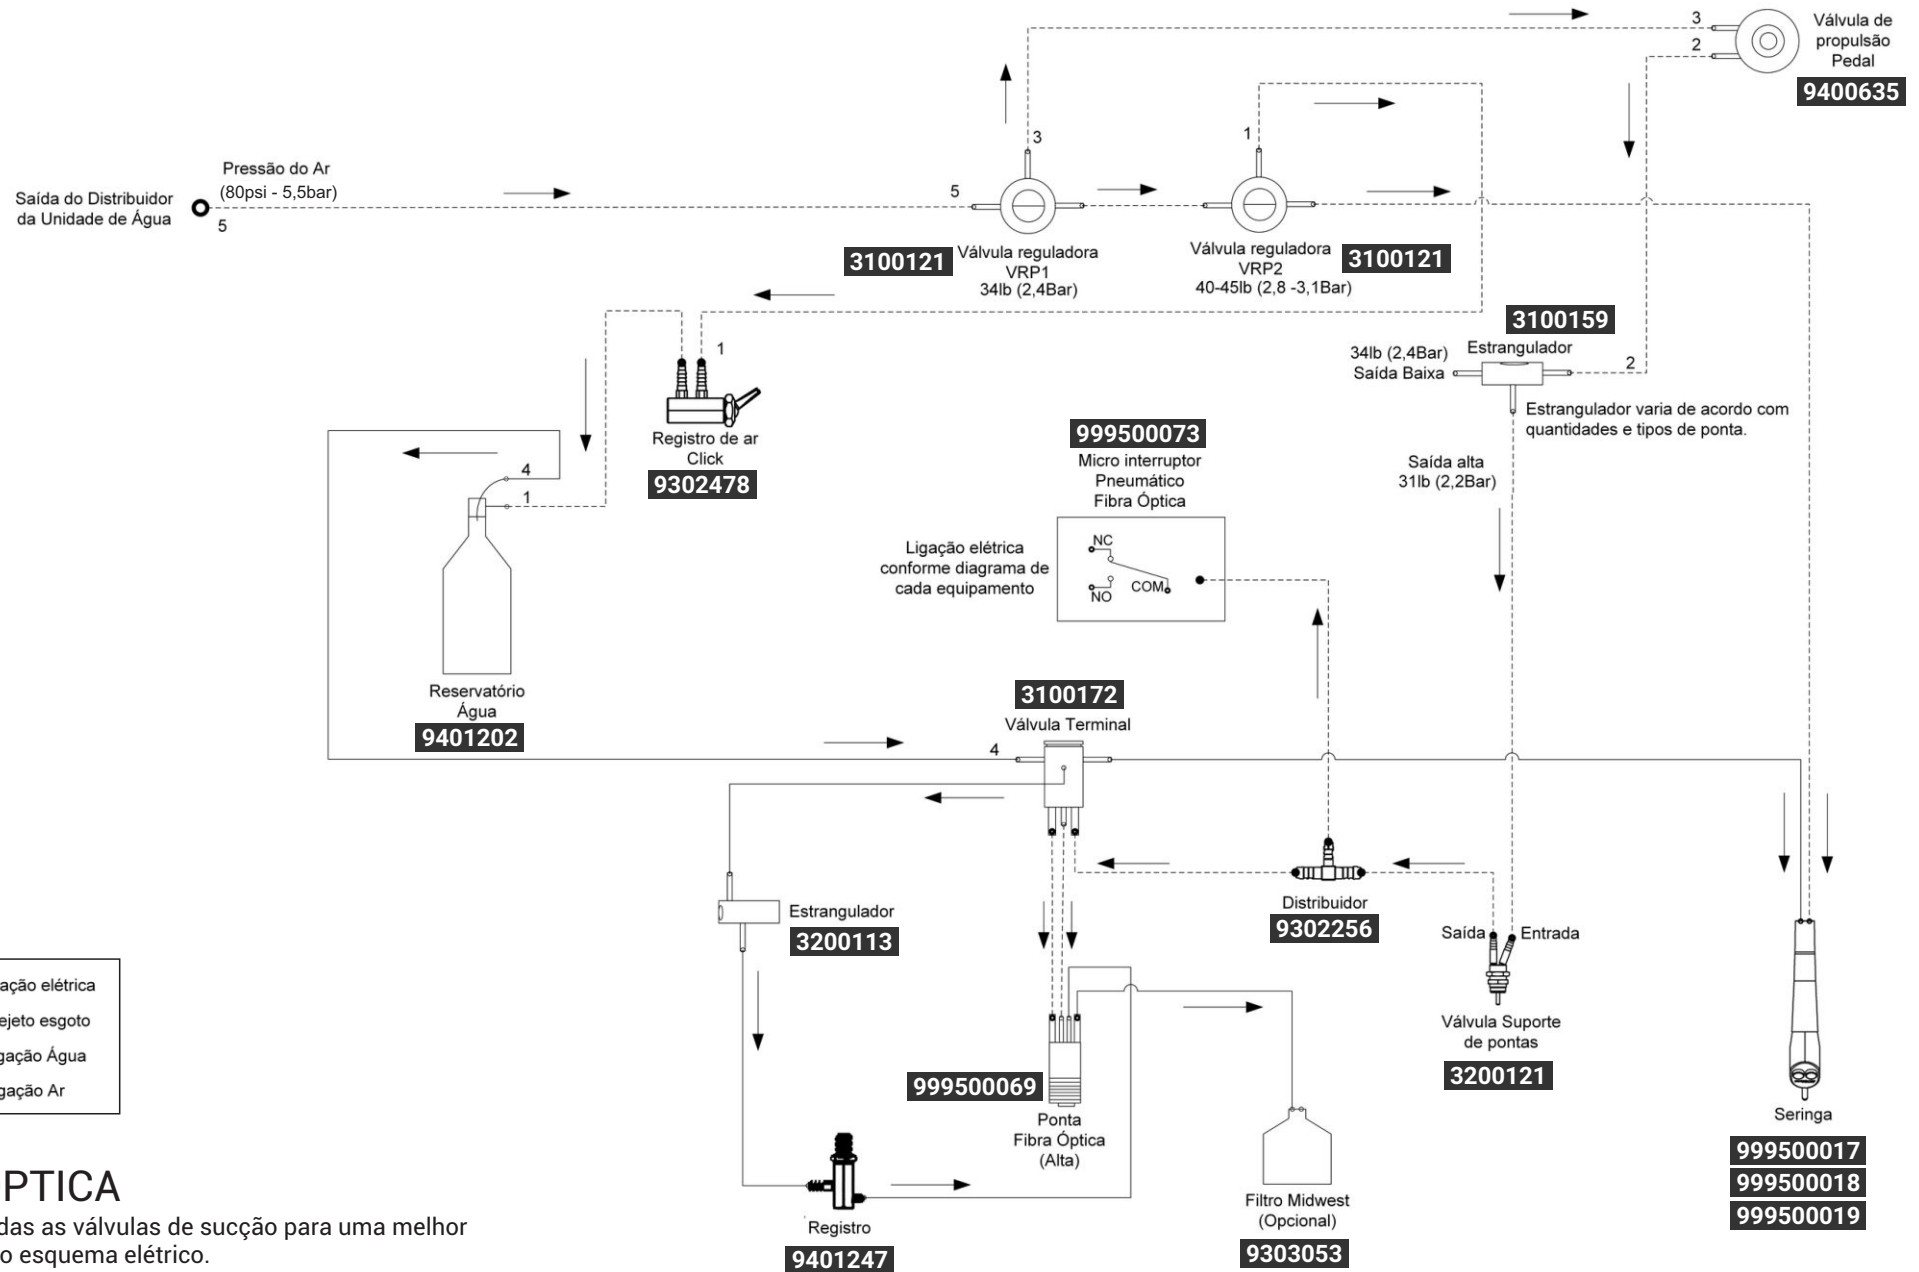 3
2
Válvula de
propulsão
Pedal
9400635
Saída do Distribuidor
da Unidade de Água
5
Pressão do Ar
(80psi - 5,5bar)
5
3
1
3100121
Válvula reguladora
VRP1
34lb (2,4Bar)
Válvula reguladora
VRP2
40-45lb (2,8 -3,1Bar)
3100121
1
Registro de ar
Click
9302478
3100159
Estrangulador
34lb (2,4Bar)
Saída Baixa
2
Estrangulador varia de acordo com
quantidades e tipos de ponta.
Saída alta
31lb (2,2Bar)
4
1
Reservatório
Água
9401202
999500073
Micro interruptor
Pneumático
Fibra Óptica
Ligação elétrica
conforme diagrama de
cada equipamento
NC
NO
COM
3100172
Válvula Terminal
4
Estrangulador
3200113
Distribuidor
9302256
Saída
Entrada
Válvula Suporte
de pontas
3200121
999500069
Ponta
Fibra Óptica
(Alta)
Registro
9401247
Filtro Midwest
(Opcional)
9303053
Seringa
999500017
999500018
999500019
ação elétrica
ejeto esgoto
gação Água
gação Ar
PTICA
das as válvulas de sucção para uma melhor
o esquema elétrico.